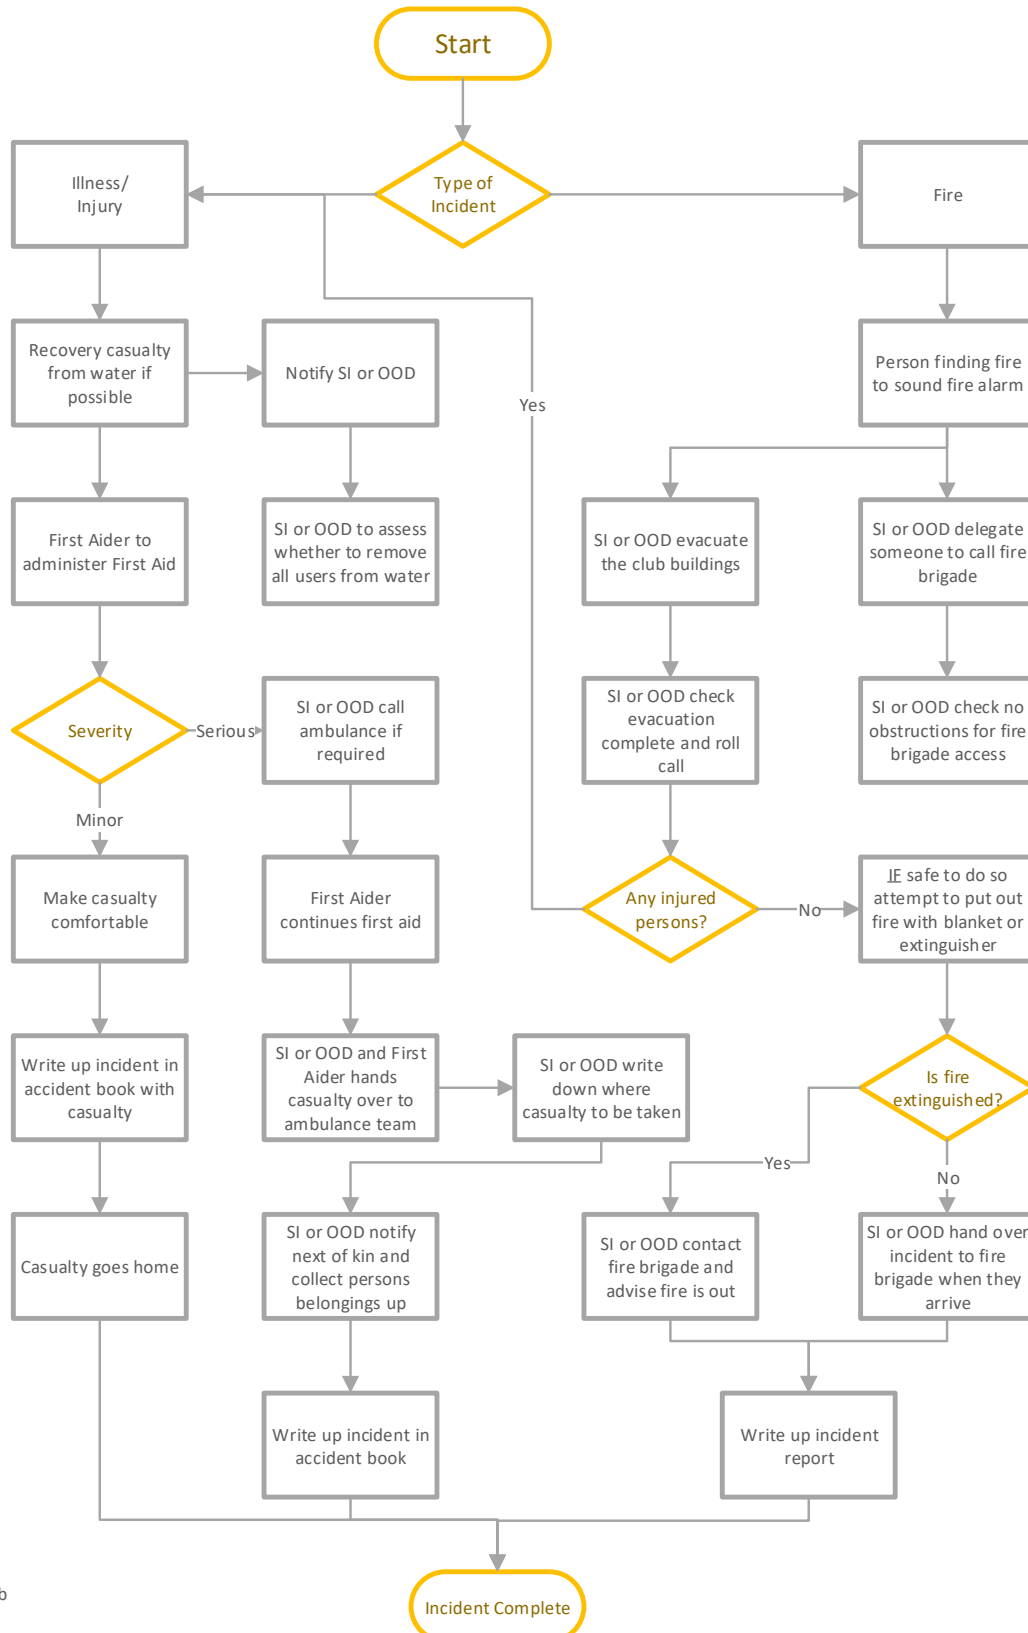 Start
Type of
Incident
Illness/
Injury
Fire
Recovery casualty
from water if
possible
Notify SI or OOD
Person finding fire
to sound fire alarm
Yes
First Aider to
administer First Aid
SI or OOD to assess
whether to remove
all users from water
SI or OOD evacuate
the club buildings
SI or OOD delegate
someone to call fire
brigade
Severity
Serious
SI or OOD call
ambulance if
required
SI or OOD check
evacuation
complete and roll
call
SI or OOD check no
obstructions for fire
brigade access
Minor
Make casualty
comfortable
First Aider
continues first aid
Any injured
persons?
No
IF safe to do so
attempt to put out
fire with blanket or
extinguisher
Write up incident in
accident book with
casualty
SI or OOD and First
Aider hands
casualty over to
ambulance team
SI or OOD write
down where
casualty to be taken
Is fire
extinguished?
Yes
No
Casualty goes home
SI or OOD notify
next of kin and
collect persons
belongings up
SI or OOD contact
fire brigade and
advise fire is out
SI or OOD hand over
incident to fire
brigade when they
arrive
Write up incident in
accident book
Write up incident
report
b
Incident Complete